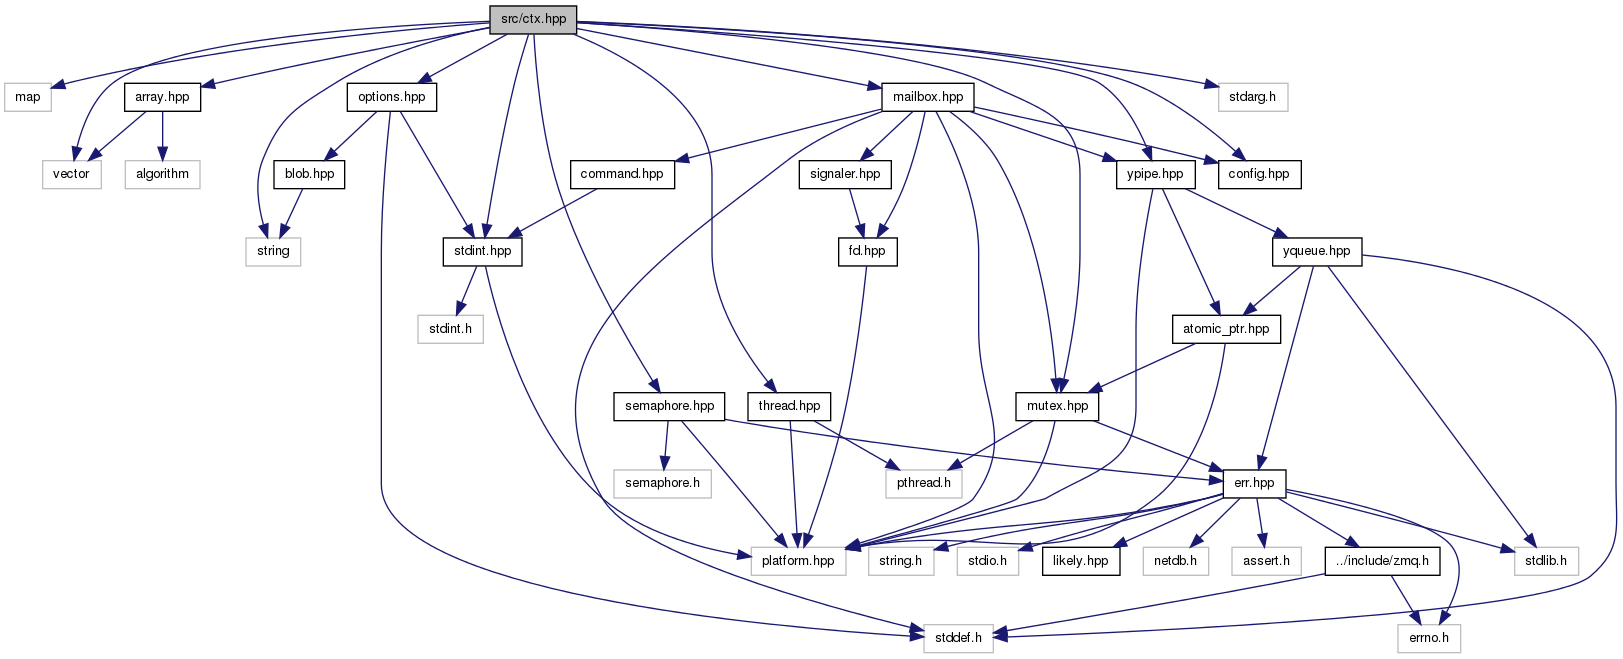 src/ctx.hpp
map
array.hpp
options.hpp
mailbox.hpp
stdarg.h
vector
algorithm
blob.hpp
command.hpp
signaler.hpp
ypipe.hpp
config.hpp
string
stdint.hpp
fd.hpp
yqueue.hpp
stdint.h
atomic_ptr.hpp
semaphore.hpp
thread.hpp
mutex.hpp
semaphore.h
pthread.h
err.hpp
platform.hpp
string.h
stdio.h
likely.hpp
netdb.h
assert.h
../include/zmq.h
stdlib.h
stddef.h
errno.h